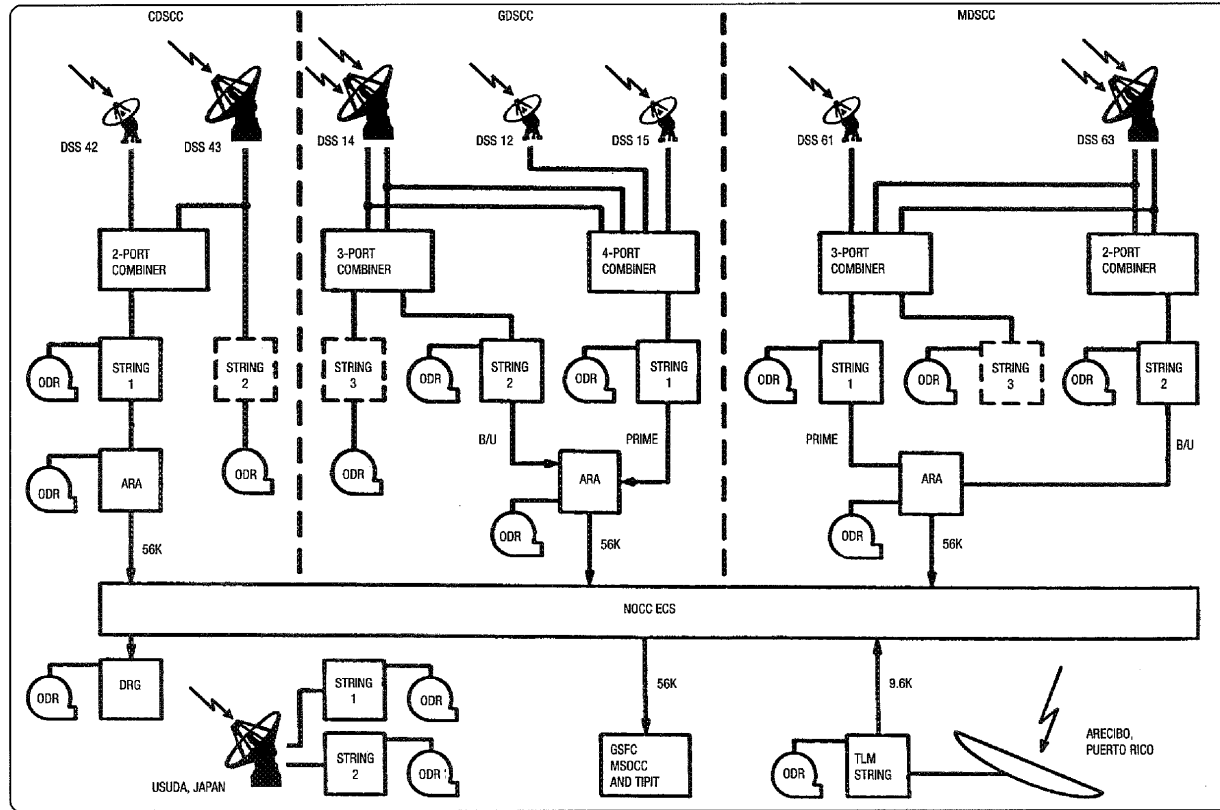 CDSCC
GDSCC
MDSCC
DSS 42
DSS 43
DSS 14
DSS 12
DSS 15
DSS 61
DSS 63
2-PORT
COMBINER
3-PORT
COMBINER
4-PORT
COMBINER
3-PORT
COMBINER
2-PORT
COMBINER
ODR
STRING
1
STRING
2
STRING
3
ODR
STRING
2
ODR
STRING
1
ODR
STRING
1
ODR
STRING
3
ODR
STRING
2
B/U
PRIME
PRIME
B/U
ODR
ARA
ODR
ODR
ARA
ODR
ARA
ODR
56K
56K
56K
NOCC ECS
ODR
DRG
STRING
1
ODR
STRING
2
ODR
USUDA, JAPAN
56K
GSFC
MSOCC
AND TIPIT
9.6K
ODR
TLM
STRING
ARECIBO,
PUERTO RICO